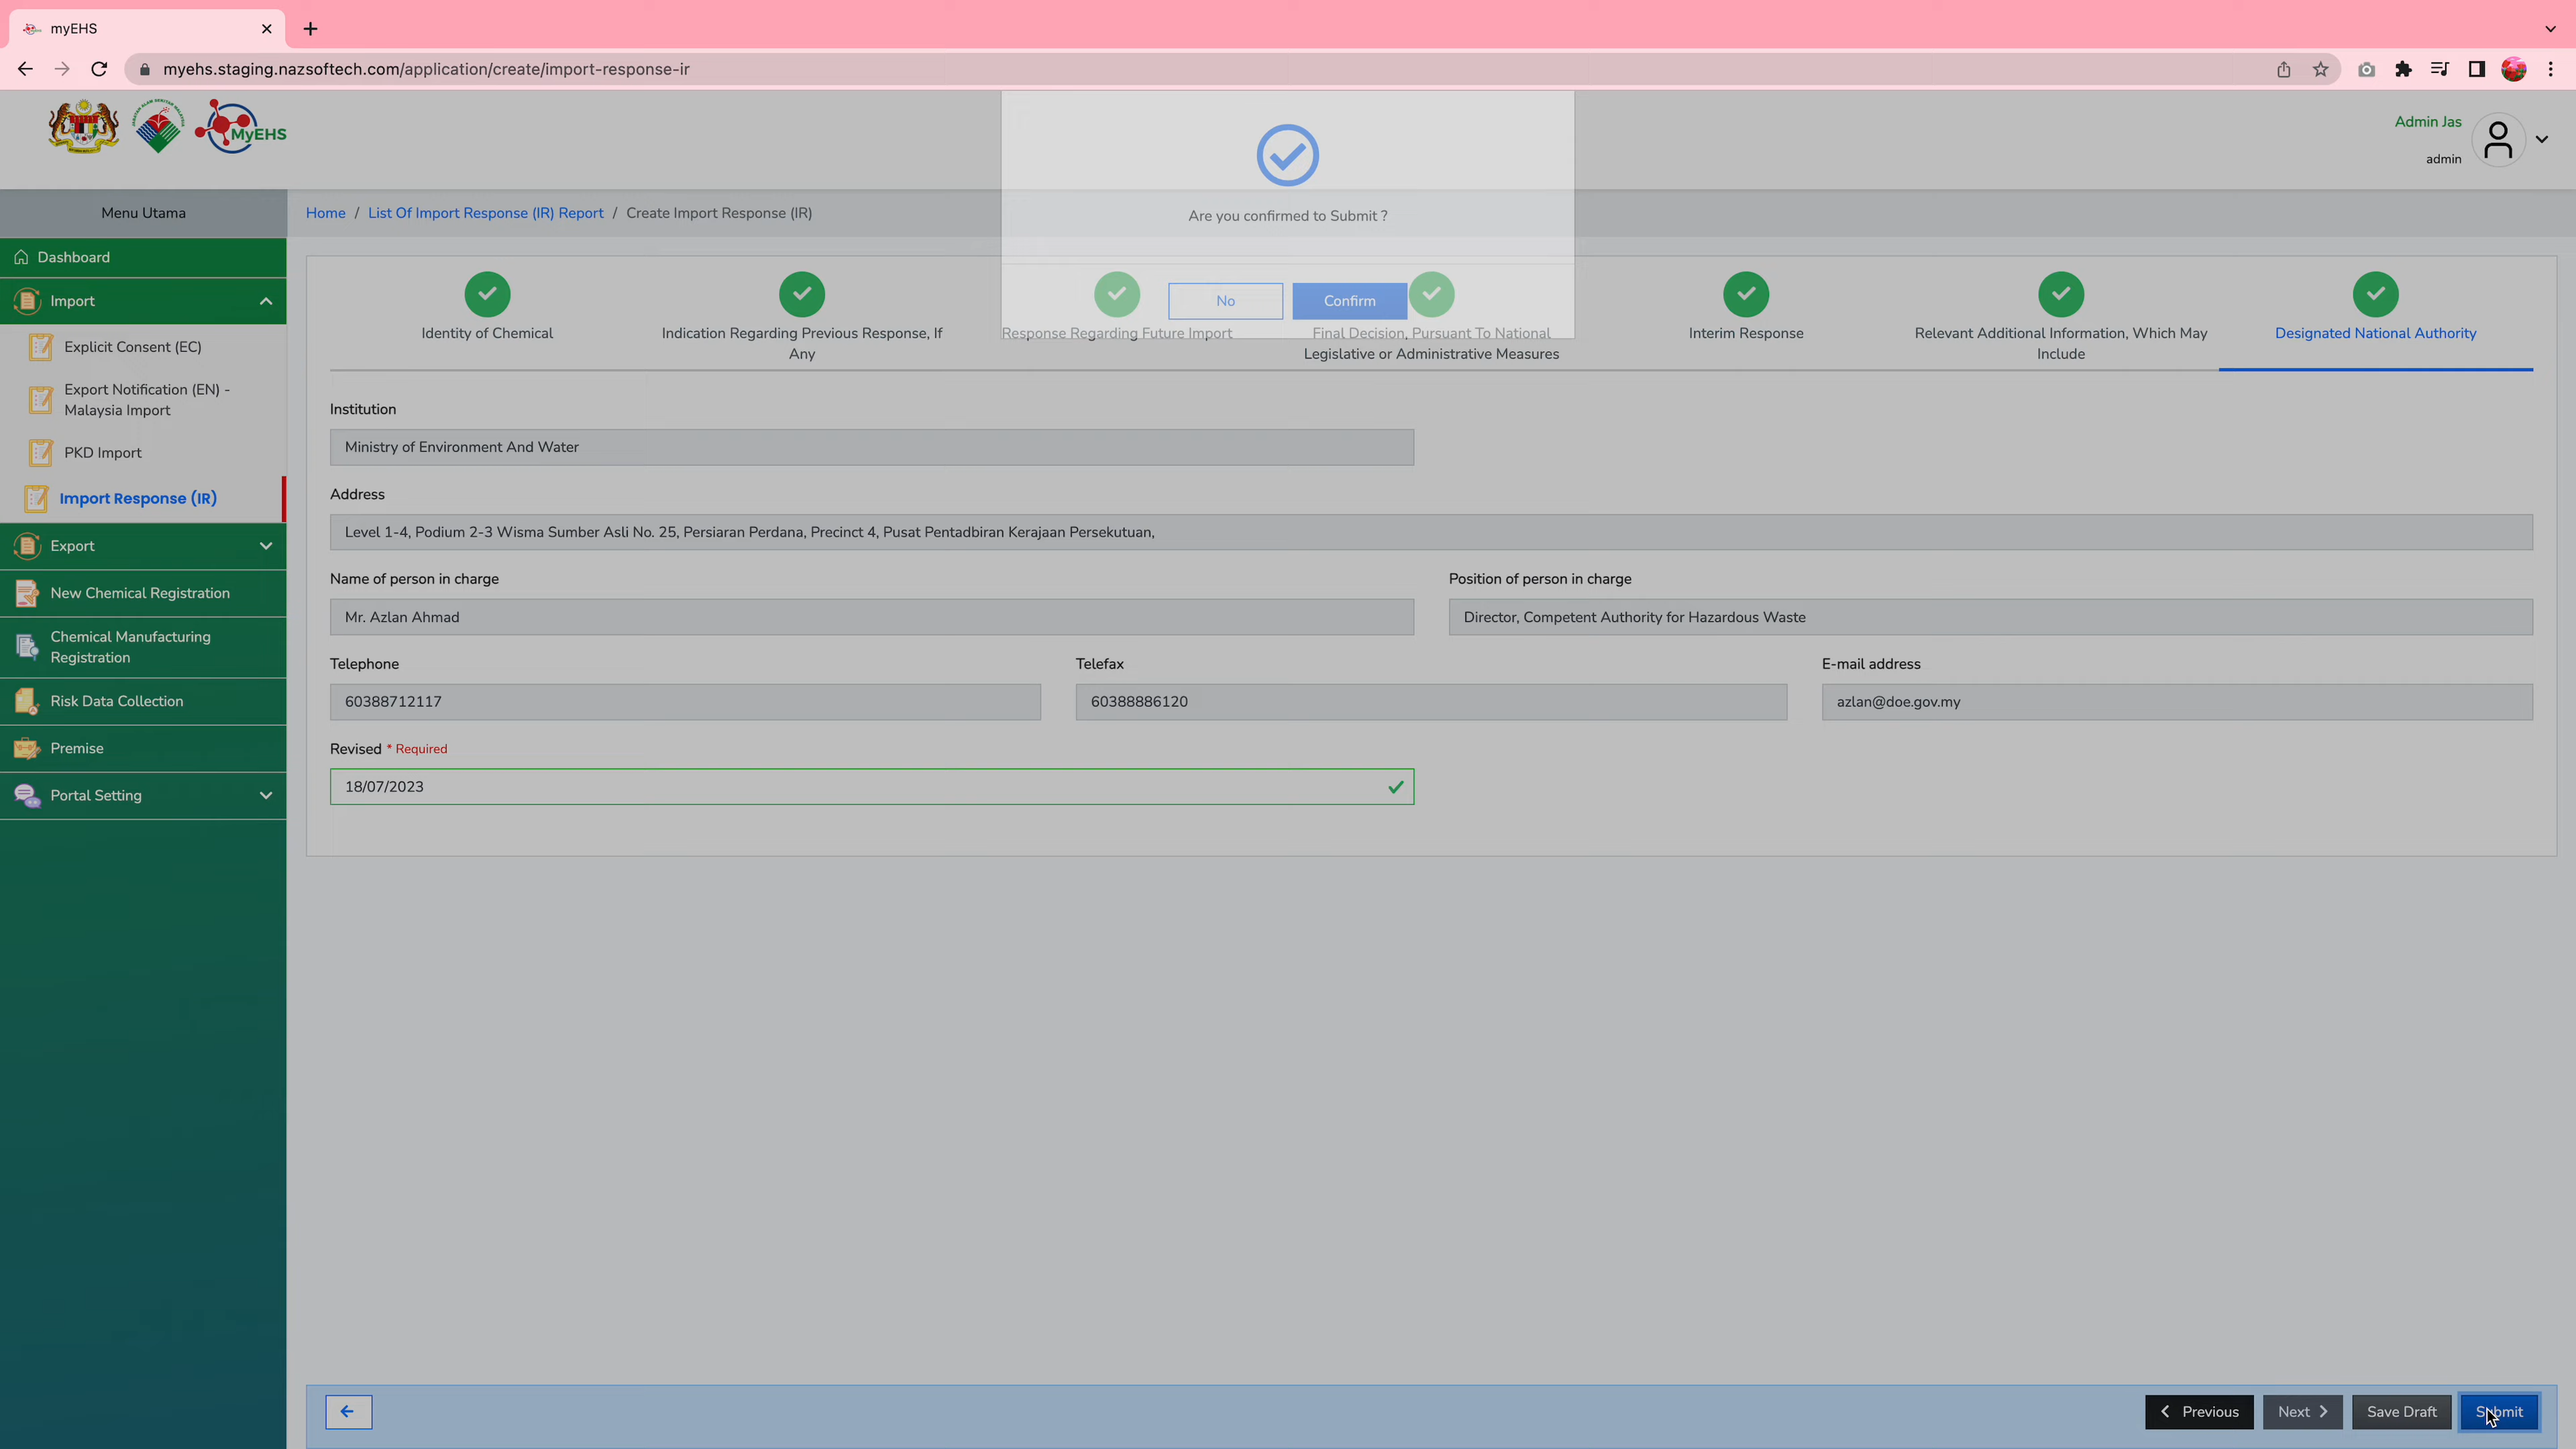 myEHS
myehs.staging.nazsoftech.com/application/create/import-response-ir
MyEHS
Admin Jas
admin
Are you confirmed to Submit ?
No
Confirm
Menu Utama
Home / List Of Import Response (IR) Report / Create Import Response (IR)
Dashboard
Import
Explicit Consent (EC)
Export Notification (EN) -
Malaysia Import
PKD Import
Import Response (IR)
Export
New Chemical Registration
Chemical Manufacturing
Registration
Risk Data Collection
Premise
Portal Setting
Identity of Chemical
Indication Regarding Previous Response, If
Any
Response Regarding Future Import
Final Decision, Pursuant To National
Legislative or Administrative Measures
Interim Response
Relevant Additional Information, Which May
Include
Designated National Authority
Institution
Ministry of Environment And Water
Address
Level 1-4, Podium 2-3 Wisma Sumber Asli No. 25, Persiaran Perdana, Precinct 4, Pusat Pentadbiran Kerajaan Persekutuan,
Name of person in charge
Position of person in charge
Mr. Azlan Ahmad
Director, Competent Authority for Hazardous Waste
Telephone
Telefax
E-mail address
60388712117
60388886120
azlan@doe.gov.my
Revised * Required
18/07/2023
Previous
Next
Save Draft
Submit